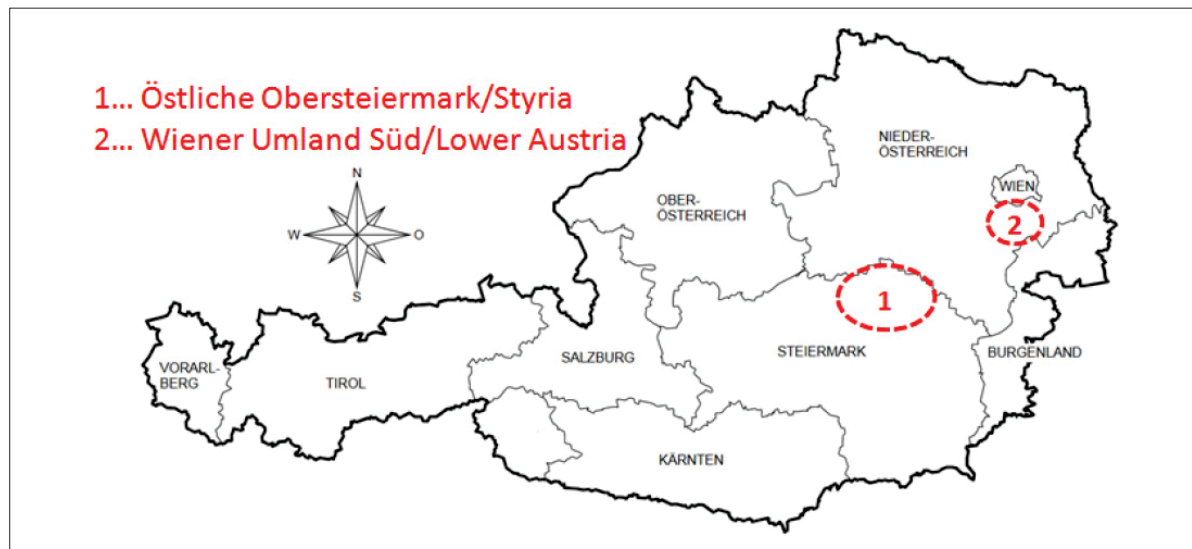 1... Östliche Obersteiermark/Styria
2... Wiener Umland Süd/Lower Austria
N
W
O
S
NIEDER-
ÖSTERREICH
WIEN
OBER-
ÖSTERREICH
2
1
STEIERMARK
BURGENLAND
SALZBURG
VORARL-
BERG
TIROL
KÄRNTEN